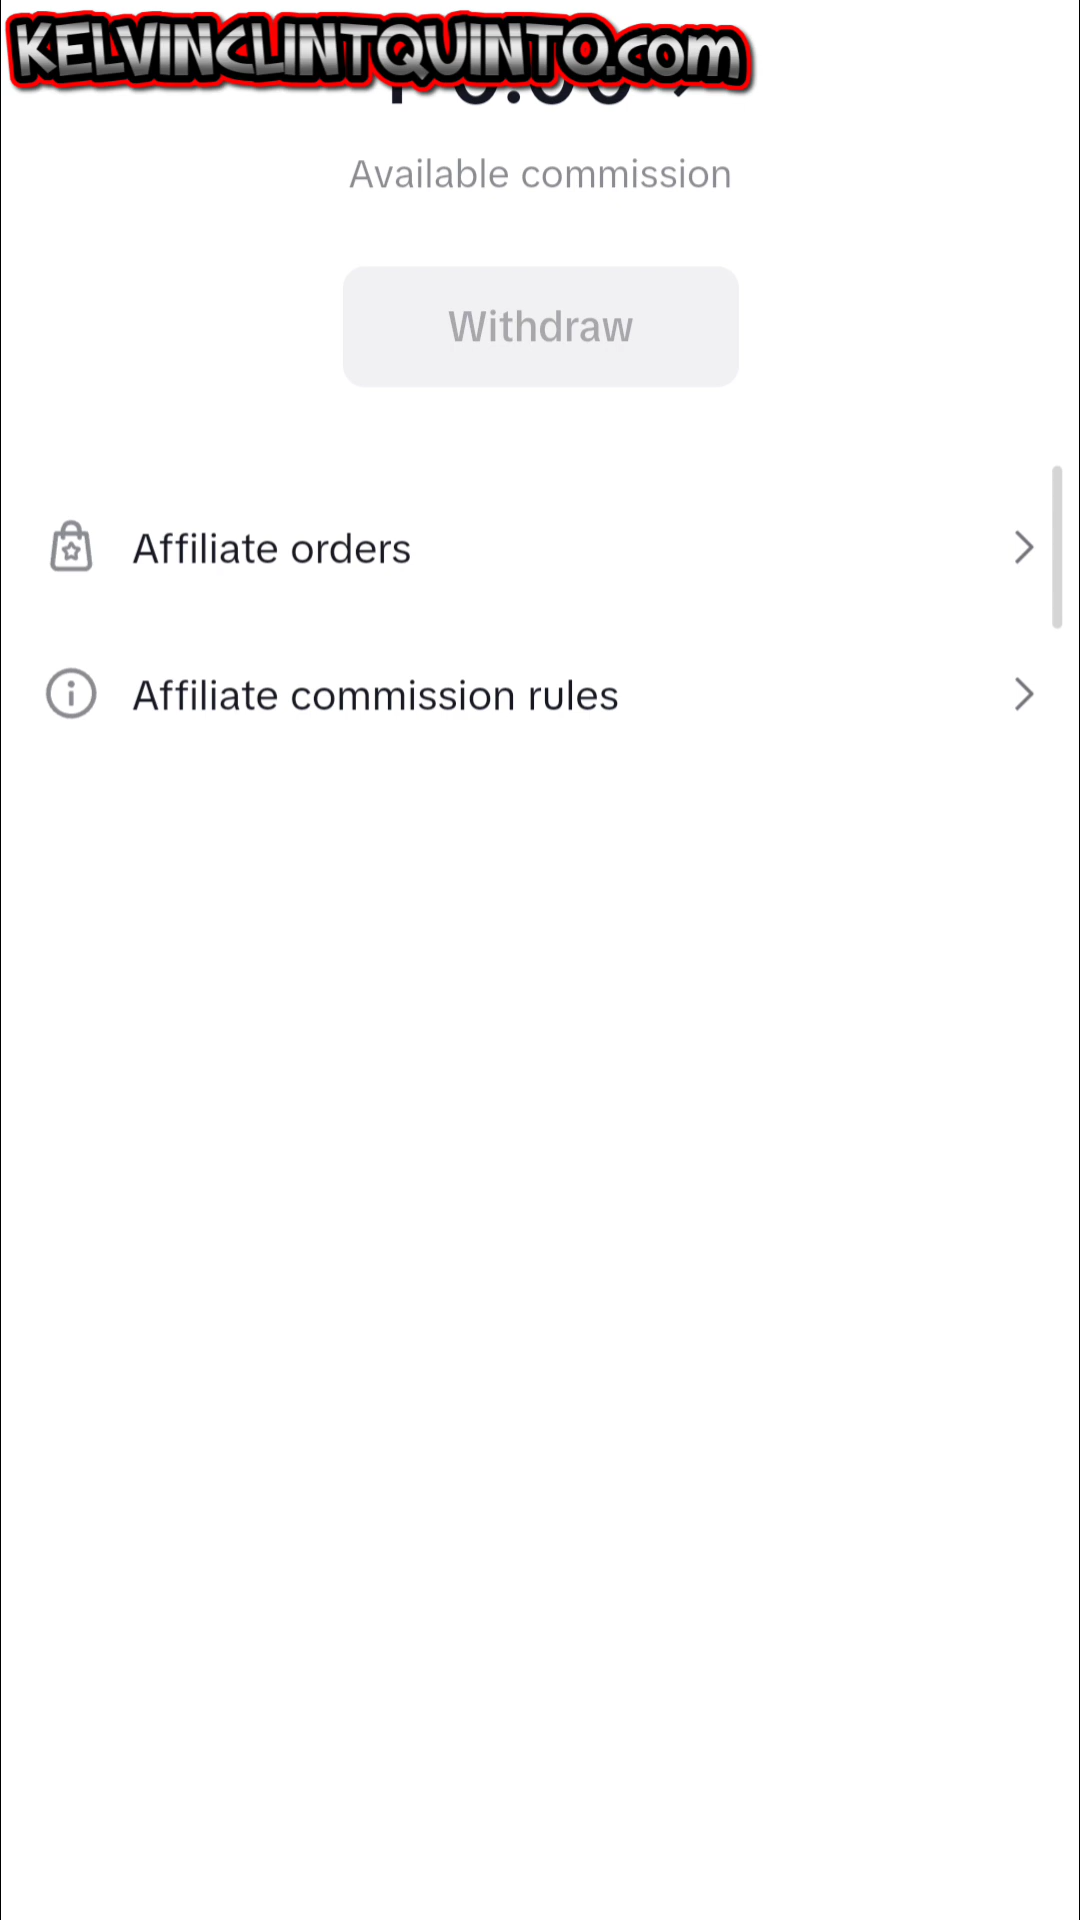 KELVINCLINTQUINTO.com
Available commission
Withdraw
Affiliate orders
Affiliate commission rules